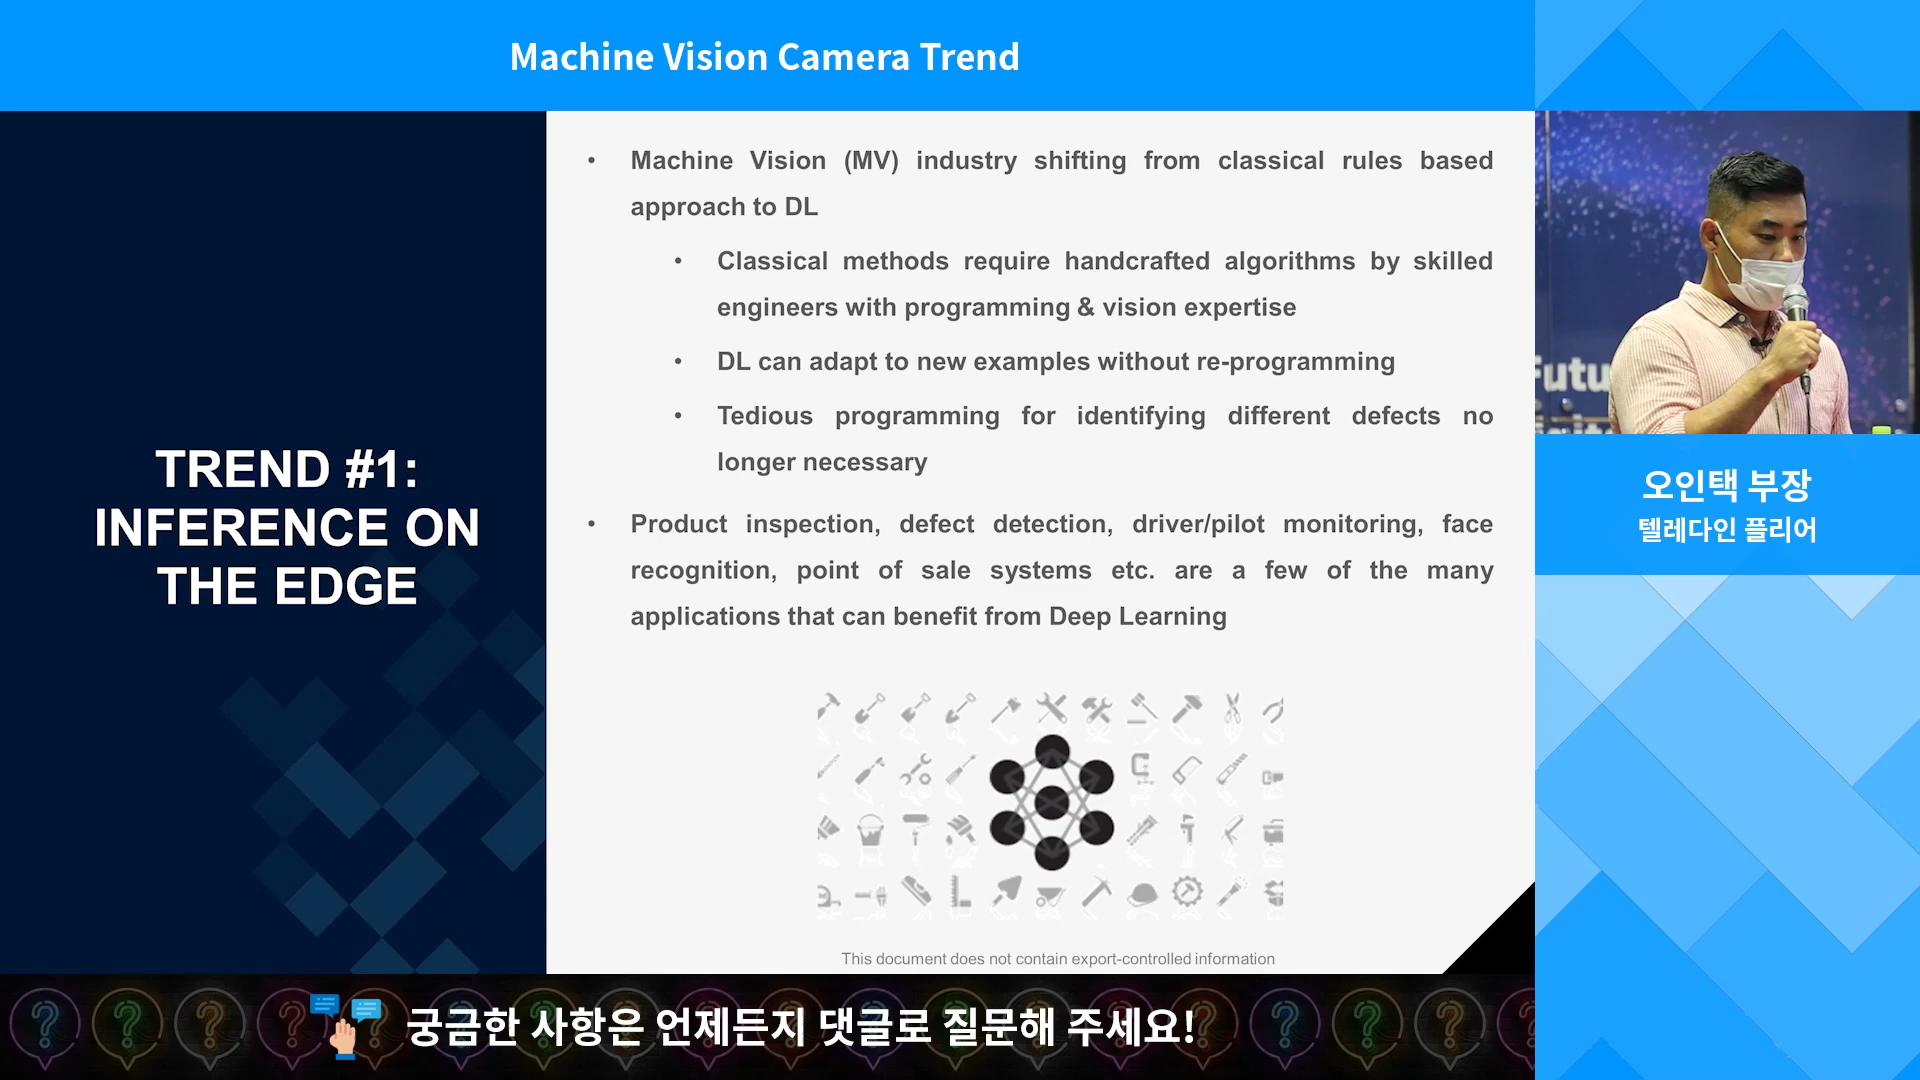 Machine Vision Camera Trend
TREND #1:
INFERENCE ON
THE EDGE
• Machine Vision (MV) industry shifting from classical rules based
approach to DL
• Classical methods require handcrafted algorithms by skilled
engineers with programming & vision expertise
• DL can adapt to new examples without re-programming
• Tedious programming for identifying different defects no
longer necessary
• Product inspection, defect detection, driver/pilot monitoring, face
recognition, point of sale systems etc. are a few of the many
applications that can benefit from Deep Learning
This document does not contain export-controlled information
오인택 부장
텔레다인 플리어
궁금한 사항은 언제든지 댓글로 질문해 주세요!